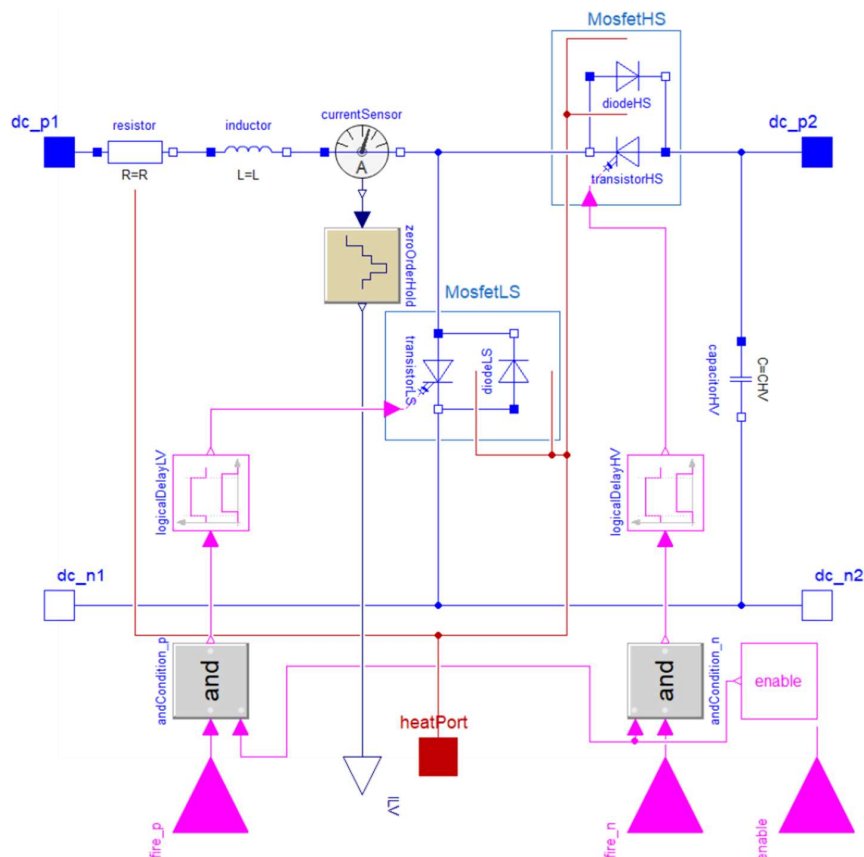 MosfetHS
diodeHS
transistorHS
dc_p1
resistor
R=R
inductor
L=L
currentSensor
A
dc_p2
zeroOrderHold
MosfetLS
transistorLS
diodeLS
capacitorHV
C=CHV
logicalDelayLV
logicalDelayHV
dc_n1
dc_n2
andCondition_p
and
andCondition_n
and
enable
heatPort
fire_p
ILV
fire_n
enable